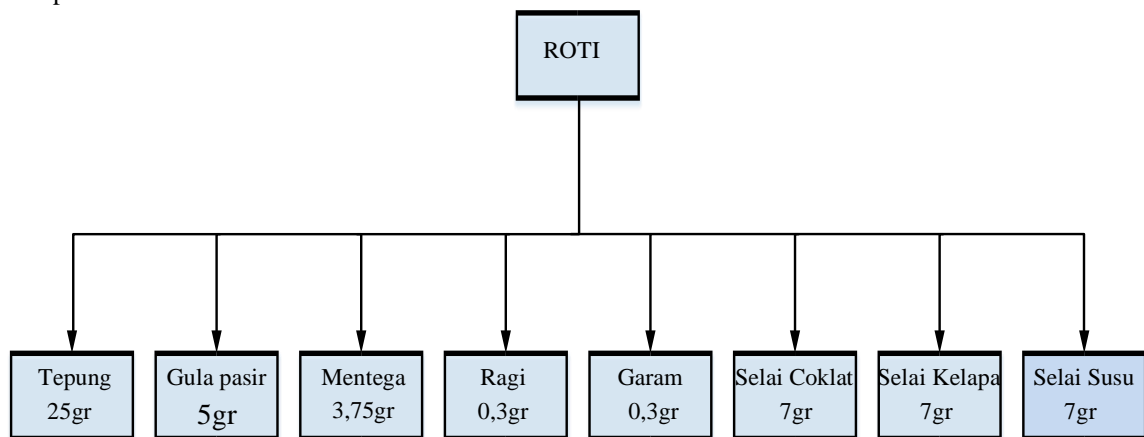 ROTI
Tepung
25gr
Gula pasir
5gr
Mentega
3,75gr
Ragi
0,3gr
Garam
0,3gr
Selai Coklat
7gr
Selai Kelapa
7gr
Selai Susu
7gr